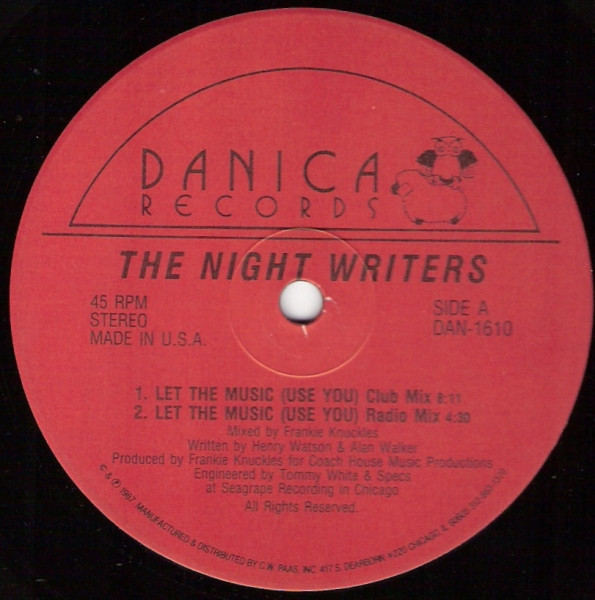 DANICA
RECORDS
THE NIGHT WRITERS
45 RPM
STEREO
MADE IN U.S.A.
SIDE A
DAN-1610
1. LET THE MUSIC (USE YOU) Club Mix 8:11
2. LET THE MUSIC (USE YOU) Radio Mix 4:30
Mixed by Frankie Knuckles
Written by Henry Watson & Alan Walker
Produced by Frankie Knuckles for Coach House Music Productions
Engineered by Tommy White & Specs
at Seagrape Recording in Chicago
All Rights Reserved.
© & ℗ 1987. MANUFACTURED & DISTRIBUTED BY C.W. PAAS, INC 417 S. DEARBORN #220 CHICAGO, IL 60605